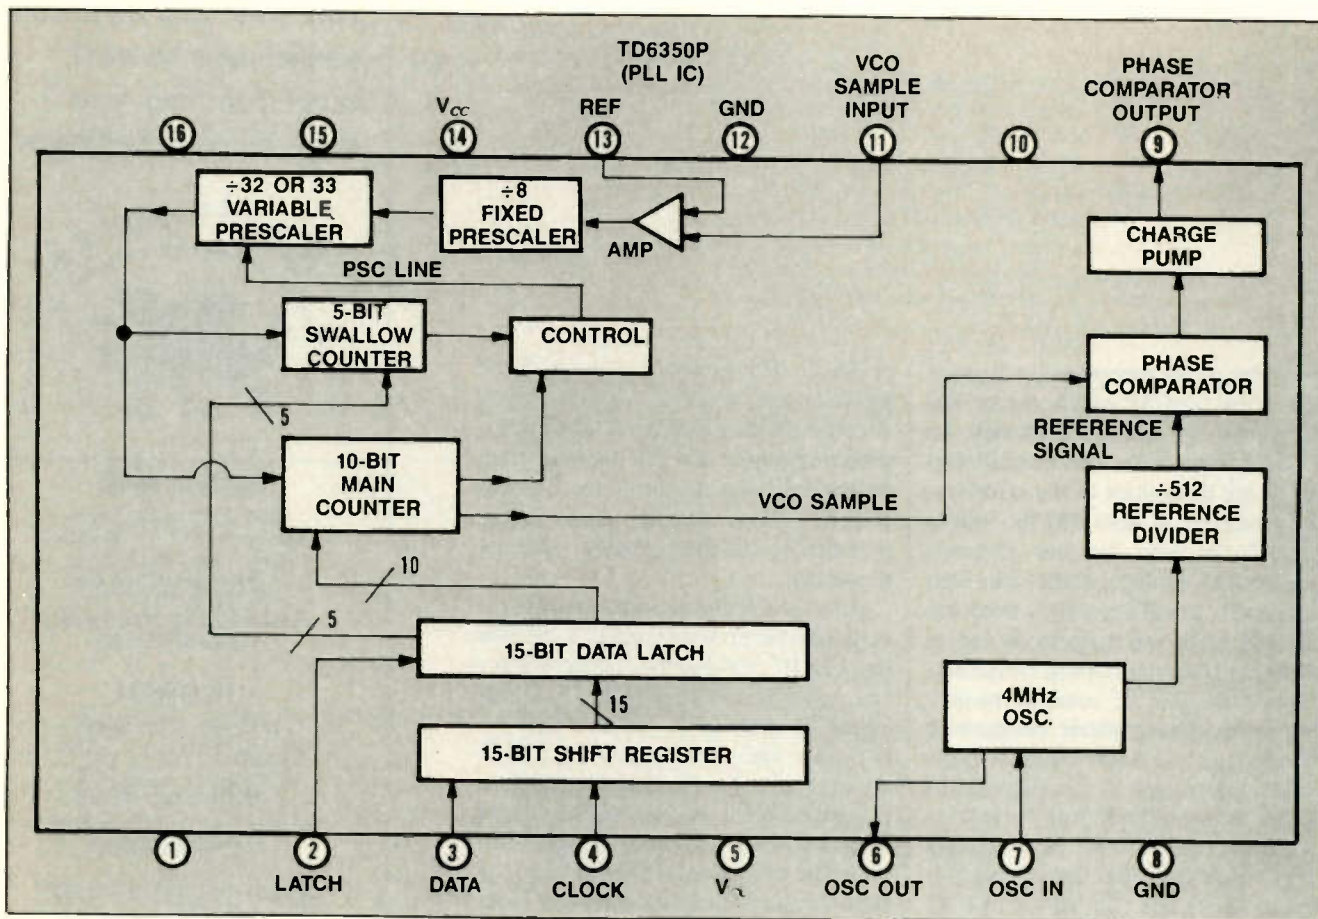 TD6350P
(PLL IC)
VCO
SAMPLE
INPUT
PHASE
COMPARATOR
OUTPUT
VCC
REF
GND
16
15
14
13
12
11
10
9
÷32 OR 33
VARIABLE
PRESCALER
÷8
FIXED
PRESCALER
AMP
CHARGE
PUMP
PSC LINE
5-BIT
SWALLOW
COUNTER
CONTROL
PHASE
COMPARATOR
5
REFERENCE
SIGNAL
10-BIT
MAIN
COUNTER
VCO SAMPLE
÷512
REFERENCE
DIVIDER
10
5
15-BIT DATA LATCH
15
4MHz
OSC.
15-BIT SHIFT REGISTER
1
2
3
4
5
6
7
8
LATCH
DATA
CLOCK
OSC OUT
OSC IN
GND